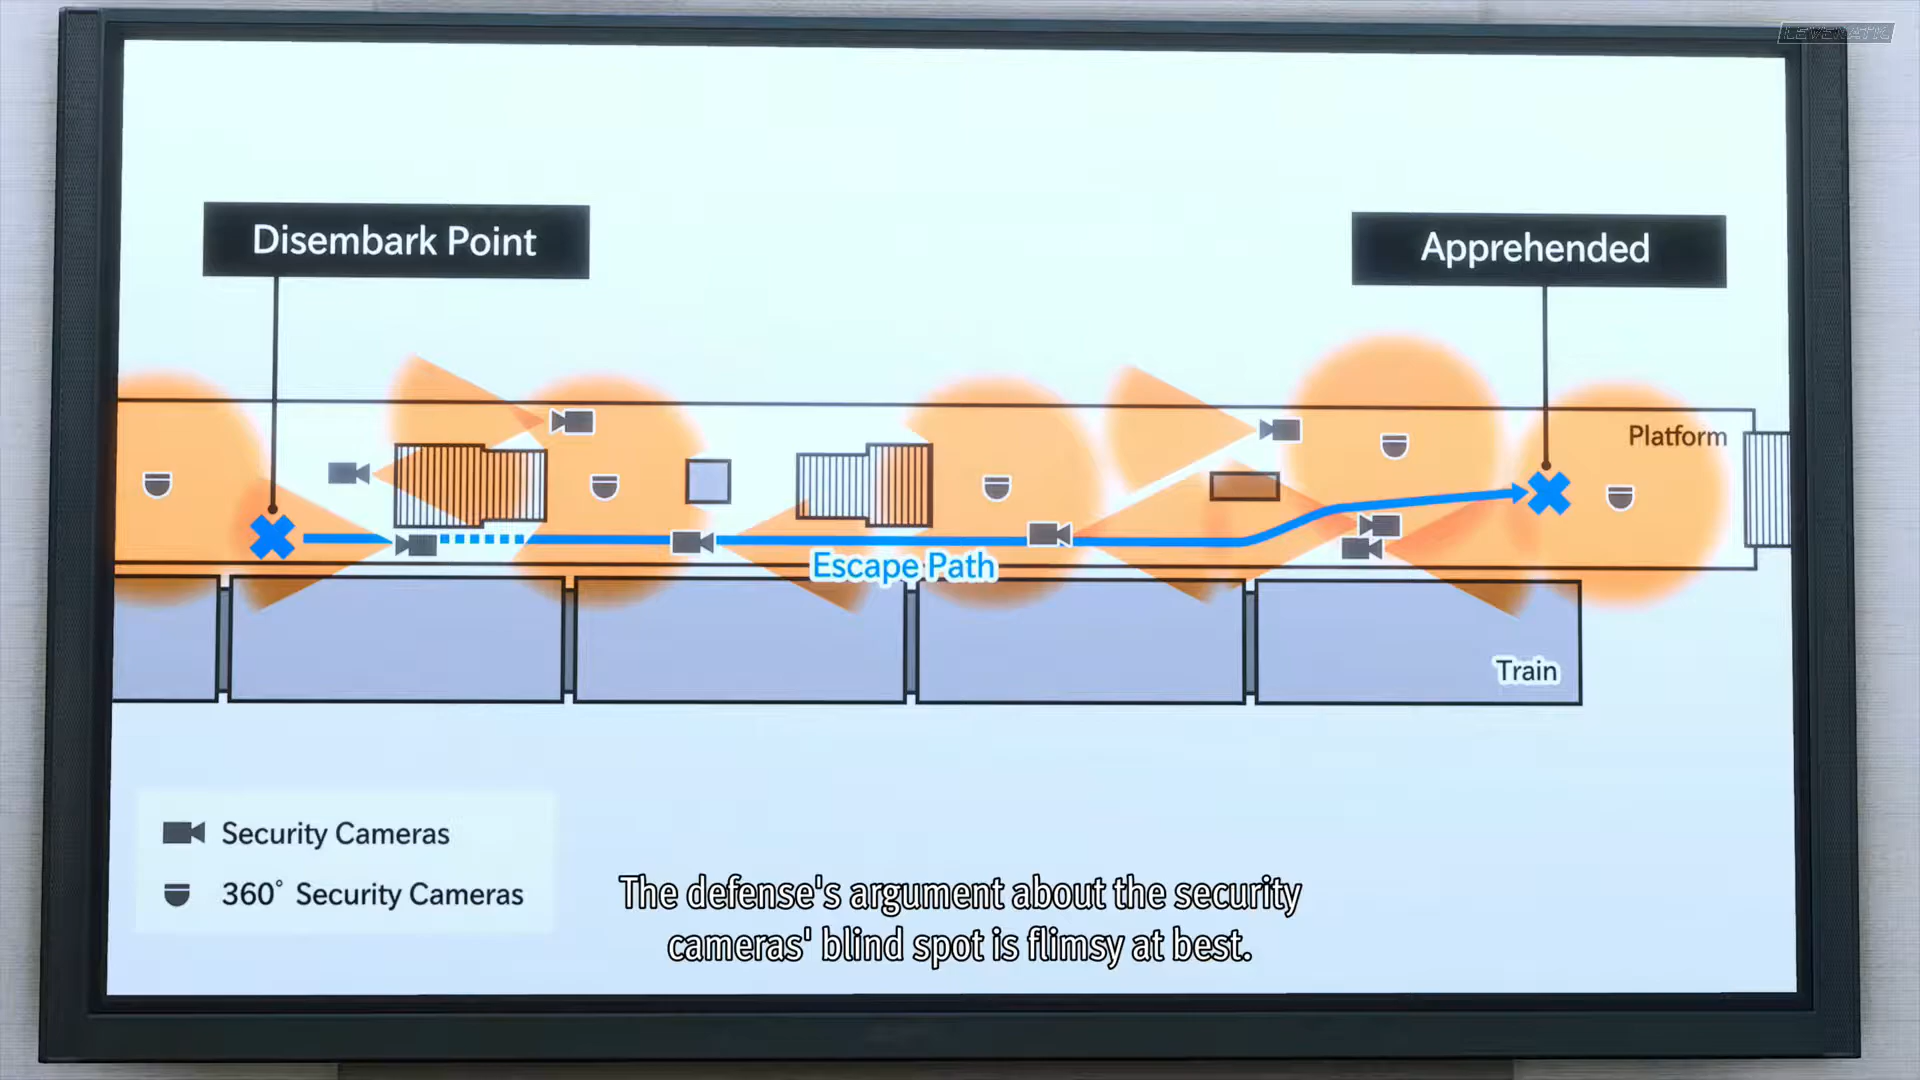 Disembark Point
Apprehended
Platform
Escape Path
Train
Security Cameras
360° Security Cameras
The defense's argument about the security
cameras' blind spot is flimsy at best.